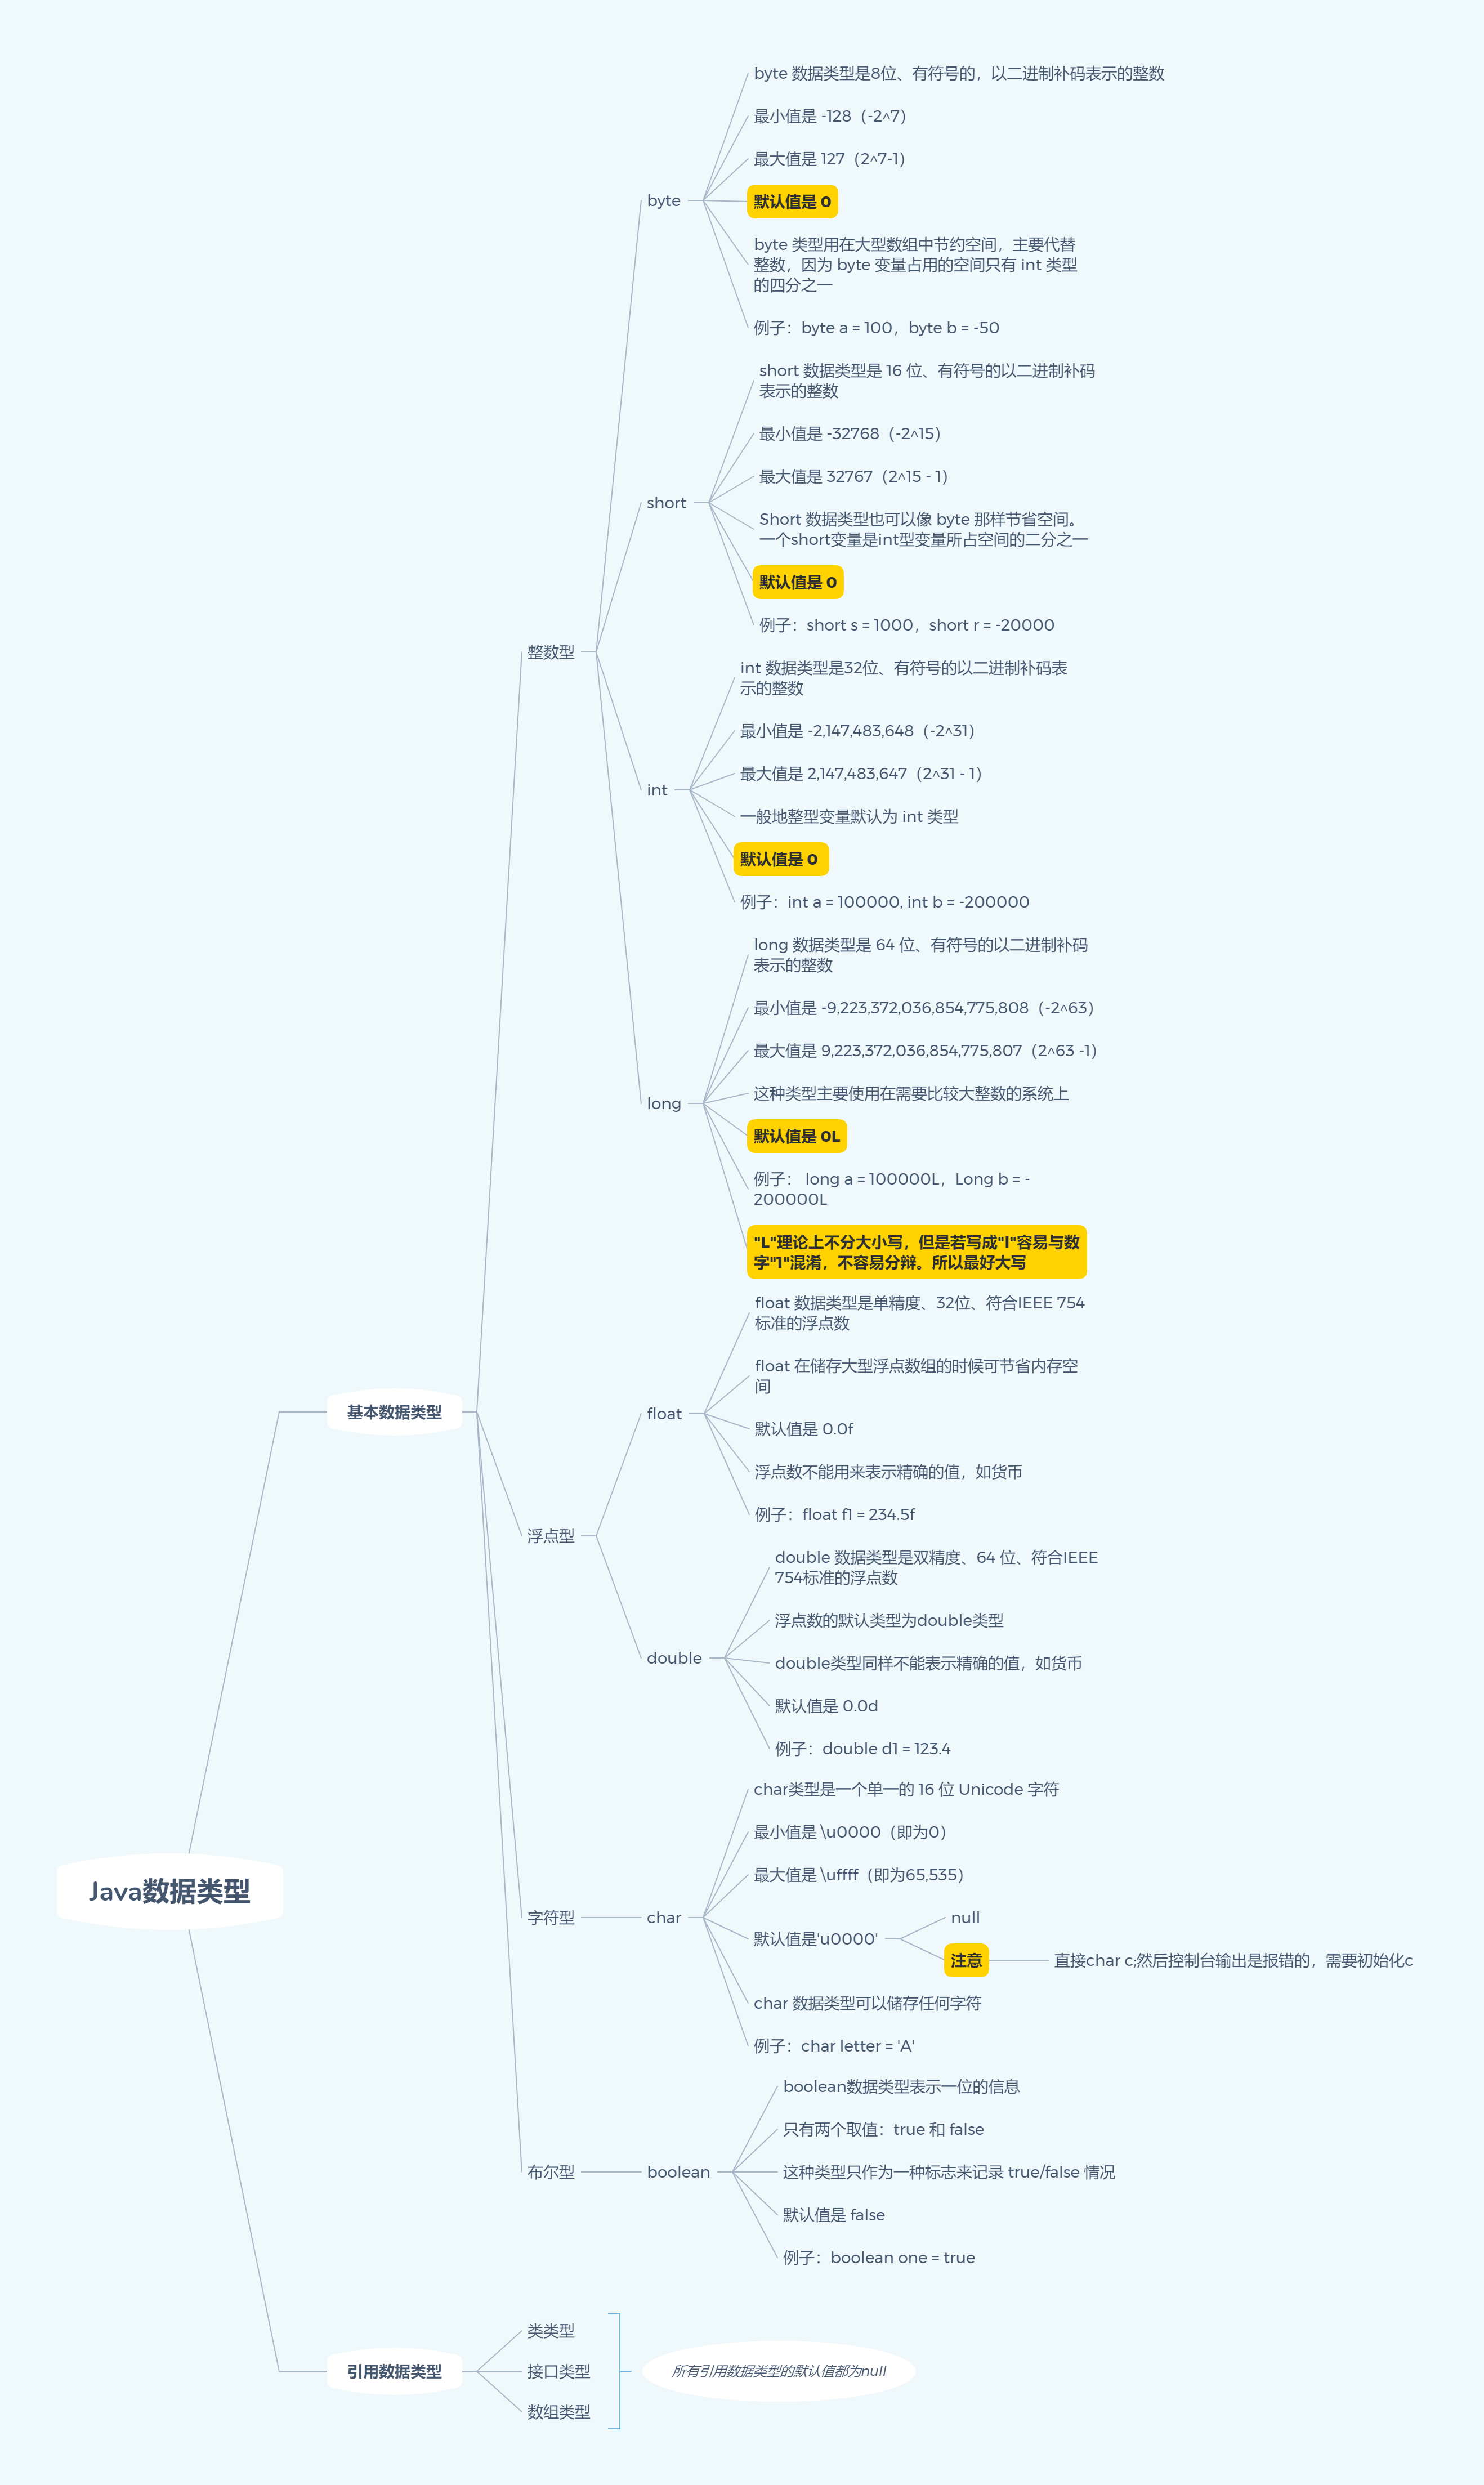 Java数据类型
基本数据类型
整数型
byte
byte 数据类型是8位、有符号的，以二进制补码表示的整数
最小值是 -128（-2^7）
最大值是 127（2^7-1）
默认值是 0
byte 类型用在大型数组中节约空间，主要代替
整数，因为 byte 变量占用的空间只有 int 类型
的四分之一
例子：byte a = 100，byte b = -50
short
short 数据类型是 16 位、有符号的以二进制补码
表示的整数
最小值是 -32768（-2^15）
最大值是 32767（2^15 - 1）
Short 数据类型也可以像 byte 那样节省空间。
一个short变量是int型变量所占空间的二分之一
默认值是 0
例子：short s = 1000，short r = -20000
int
int 数据类型是32位、有符号的以二进制补码表
示的整数
最小值是 -2,147,483,648（-2^31）
最大值是 2,147,483,647（2^31 - 1）
一般地整型变量默认为 int 类型
默认值是 0
例子：int a = 100000, int b = -200000
long
long 数据类型是 64 位、有符号的以二进制补码
表示的整数
最小值是 -9,223,372,036,854,775,808（-2^63）
最大值是 9,223,372,036,854,775,807（2^63 -1）
这种类型主要使用在需要比较大整数的系统上
默认值是 0L
例子： long a = 100000L，Long b = -
200000L
"L"理论上不分大小写，但是若写成"l"容易与数
字"1"混淆，不容易分辩。所以最好大写
浮点型
float
float 数据类型是单精度、32位、符合IEEE 754
标准的浮点数
float 在储存大型浮点数组的时候可节省内存空
间
默认值是 0.0f
浮点数不能用来表示精确的值，如货币
例子：float f1 = 234.5f
double
double 数据类型是双精度、64 位、符合IEEE
754标准的浮点数
浮点数的默认类型为double类型
double类型同样不能表示精确的值，如货币
默认值是 0.0d
例子：double d1 = 123.4
字符型
char
char类型是一个单一的 16 位 Unicode 字符
最小值是 \u0000（即为0）
最大值是 \uffff（即为65,535）
默认值是'u0000'
null
注意
直接char c;然后控制台输出是报错的，需要初始化c
char 数据类型可以储存任何字符
例子：char letter = 'A'
布尔型
boolean
boolean数据类型表示一位的信息
只有两个取值：true 和 false
这种类型只作为一种标志来记录 true/false 情况
默认值是 false
例子：boolean one = true
引用数据类型
类类型
接口类型
数组类型
所有引用数据类型的默认值都为null